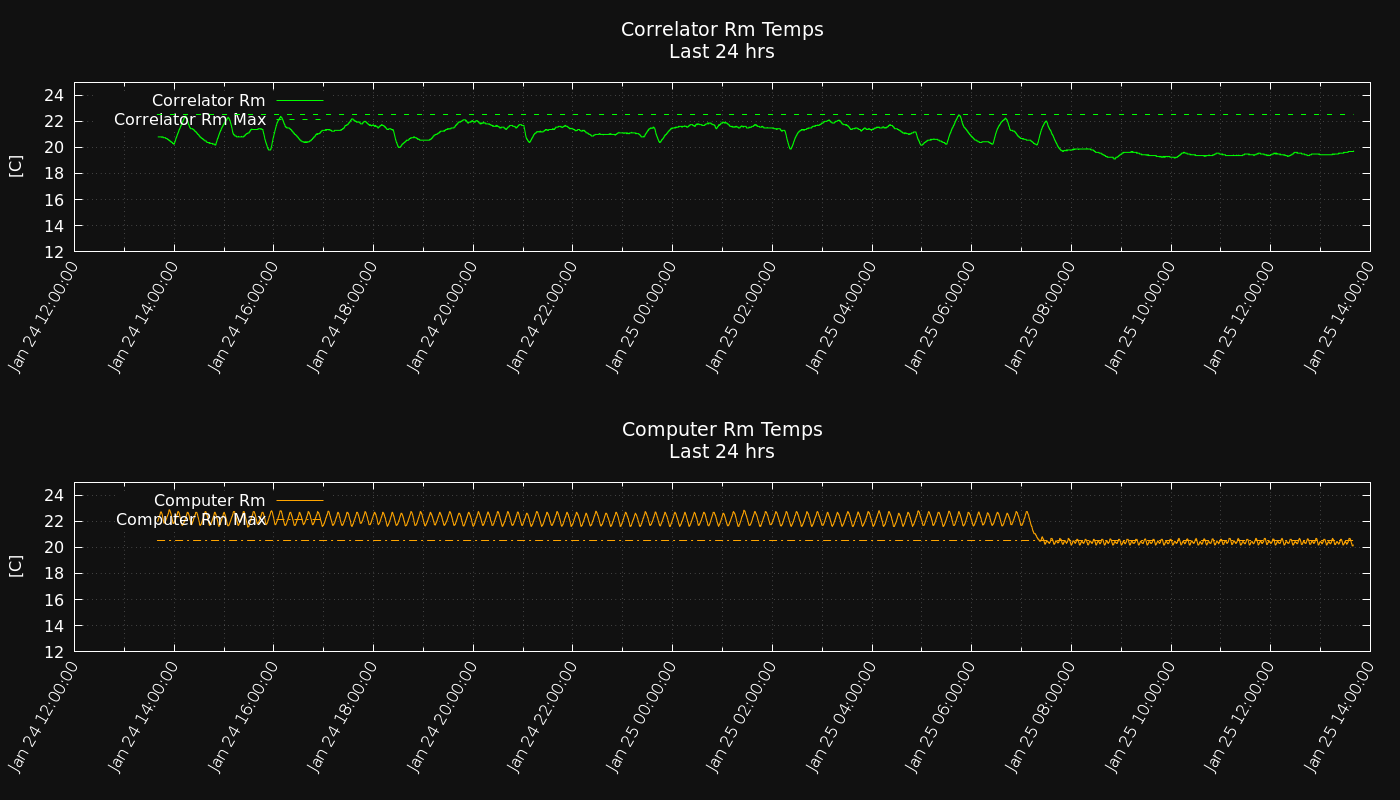 Correlator Rm Temps
Last 24 hrs
Correlator Rm
Correlator Rm Max
[C]
24
22
20
18
16
14
12
Jan 24 12:00:00
Jan 24 14:00:00
Jan 24 16:00:00
Jan 24 18:00:00
Jan 24 20:00:00
Jan 24 22:00:00
Jan 25 00:00:00
Jan 25 02:00:00
Jan 25 04:00:00
Jan 25 06:00:00
Jan 25 08:00:00
Jan 25 10:00:00
Jan 25 12:00:00
Jan 25 14:00:00
Computer Rm Temps
Last 24 hrs
Computer Rm
Computer Rm Max
[C]
24
22
20
18
16
14
12
Jan 24 12:00:00
Jan 24 14:00:00
Jan 24 16:00:00
Jan 24 18:00:00
Jan 24 20:00:00
Jan 24 22:00:00
Jan 25 00:00:00
Jan 25 02:00:00
Jan 25 04:00:00
Jan 25 06:00:00
Jan 25 08:00:00
Jan 25 10:00:00
Jan 25 12:00:00
Jan 25 14:00:00